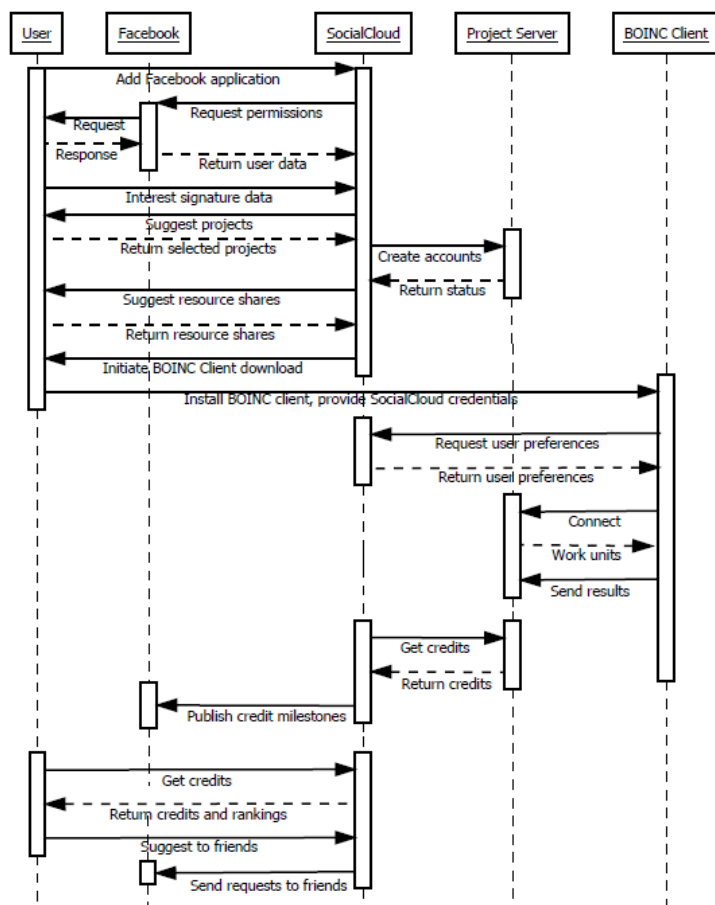 User
Facebook
SocialCloud
Project Server
BOINC Client
Add Facebook application
Request permissions
Request
Response
Return user data
Interest signature data
Suggest projects
Return selected projects
Create accounts
Return status
Suggest resource shares
Return resource shares
Initiate BOINC Client download
Install BOINC client, provide SocialCloud credentials
Request user preferences
Return user preferences
Connect
Work units
Send results
Get credits
Return credits
Publish credit milestones
Get credits
Return credits and rankings
Suggest to friends
Send requests to friends